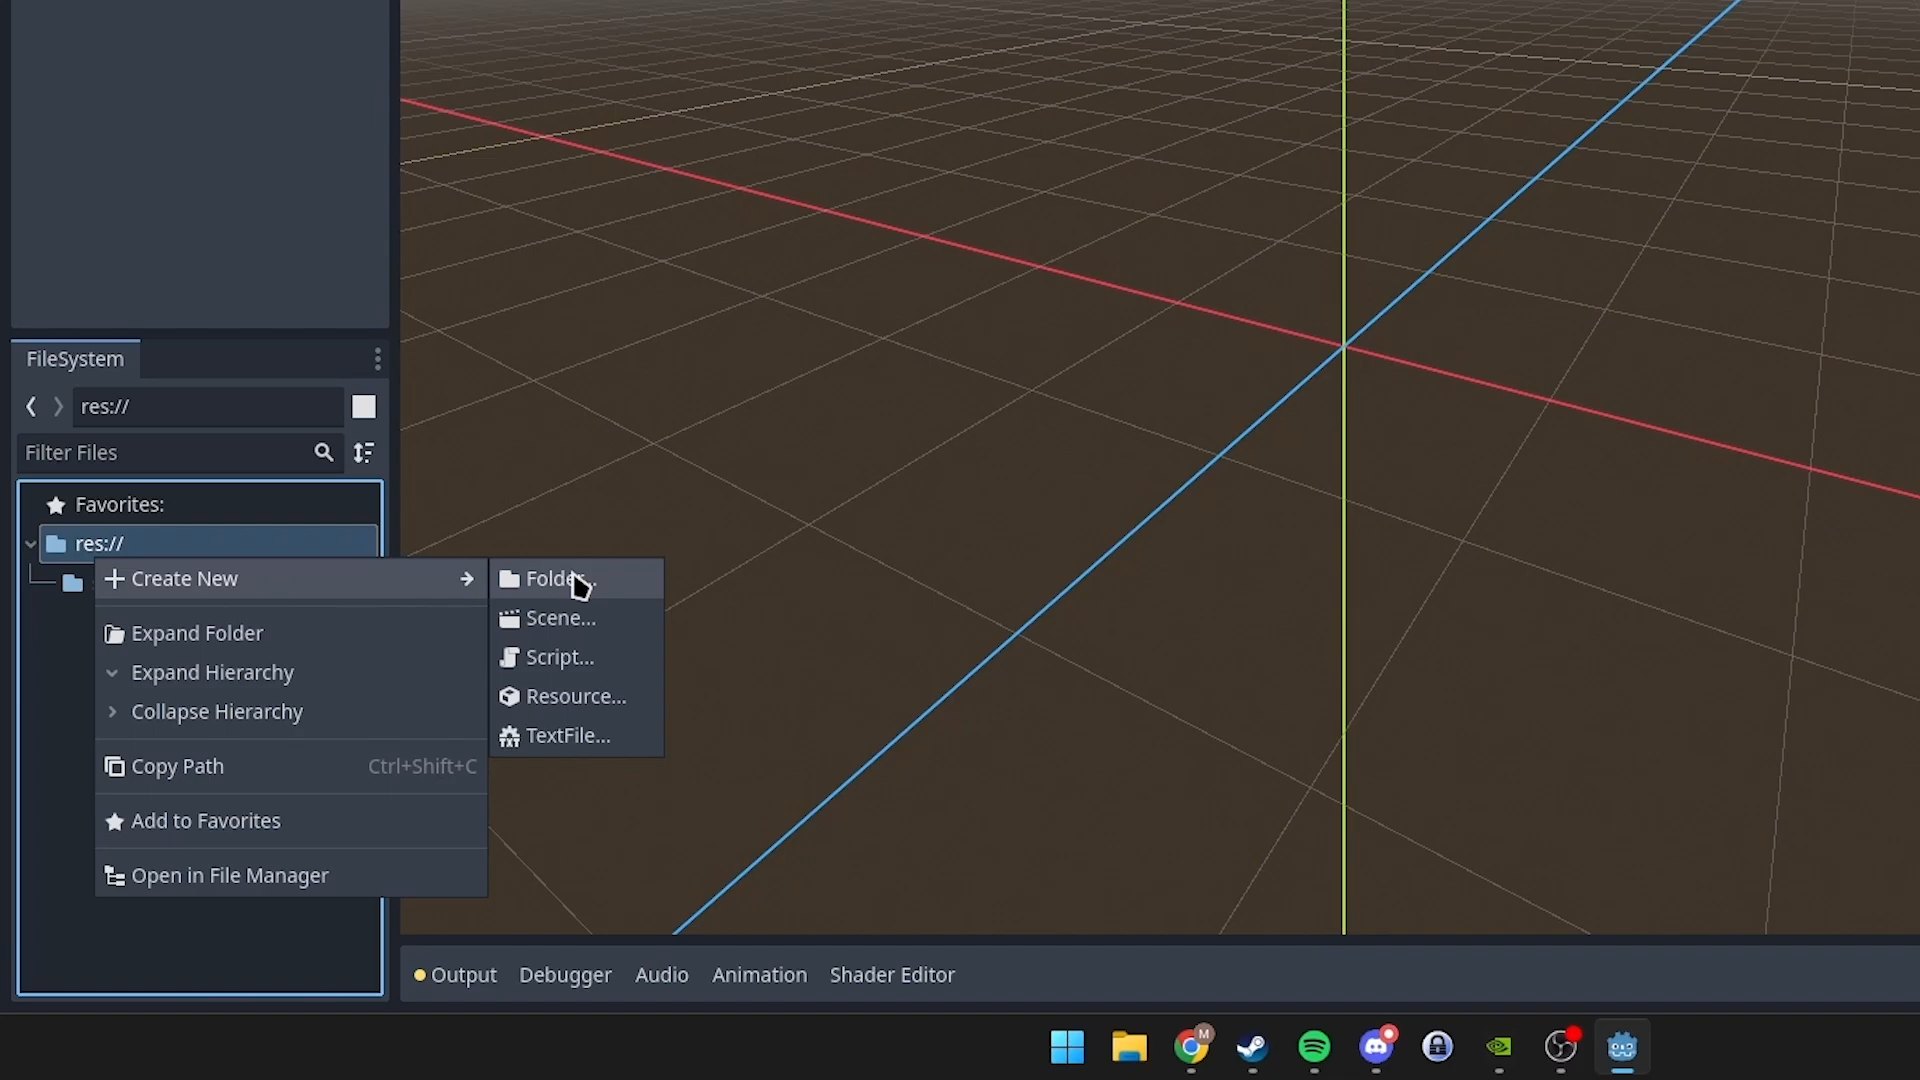 FileSystem
res://
Filter Files
Favorites:
res://
Create New
Expand Folder
Expand Hierarchy
Collapse Hierarchy
Copy Path Ctrl+Shift+C
Add to Favorites
Open in File Manager
Folder...
Scene...
Script...
Resource...
TextFile...
Output Debugger Audio Animation Shader Editor
M